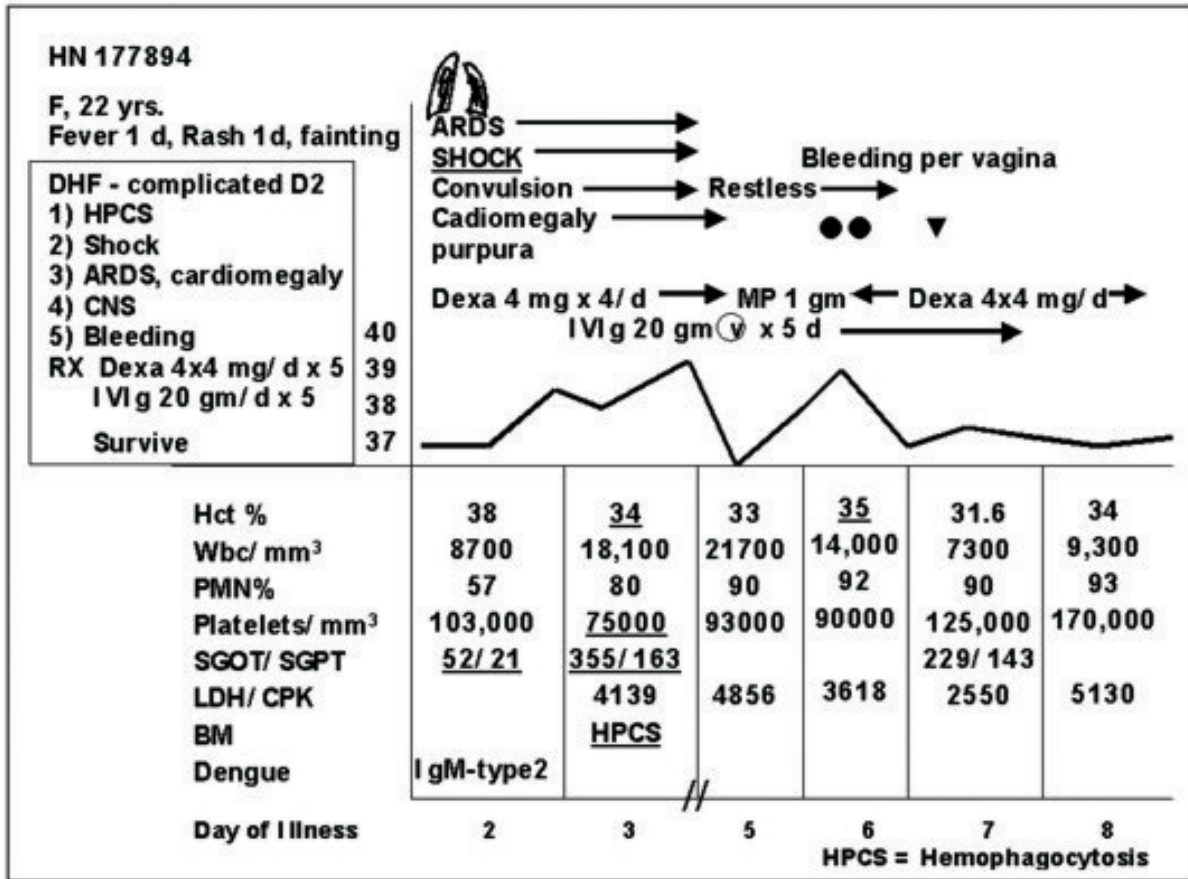 HN 177894
F, 22 yrs.
Fever 1 d, Rash 1d, fainting
DHF - complicated D2
1) HPCS
2) Shock
3) ARDS, cardiomegaly
4) CNS
5) Bleeding
RX Dexa 4x4 mg/ d x 5
IVIg 20 gm/ d x 5
Survive
ARDS
SHOCK
Bleeding per vagina
Convulsion
Restless
Cadiomegaly
purpura
Dexa 4 mg x 4/ d
MP 1 gm
Dexa 4x4 mg/ d
IVIg 20 gm v x 5 d
40
39
38
37
Hct % 38 34 33 35 31.6 34
Wbc/ mm³ 8700 18,100 21700 14,000 7300 9,300
PMN% 57 80 90 92 90 93
Platelets/ mm³ 103,000 75000 93000 90000 125,000 170,000
SGOT/ SGPT 52/ 21 355/ 163 229/ 143
LDH/ CPK 4139 4856 3618 2550 5130
BM HPCS
Dengue IgM-type2
Day of Illness 2 3 5 6 7 8
HPCS = Hemophagocytosis